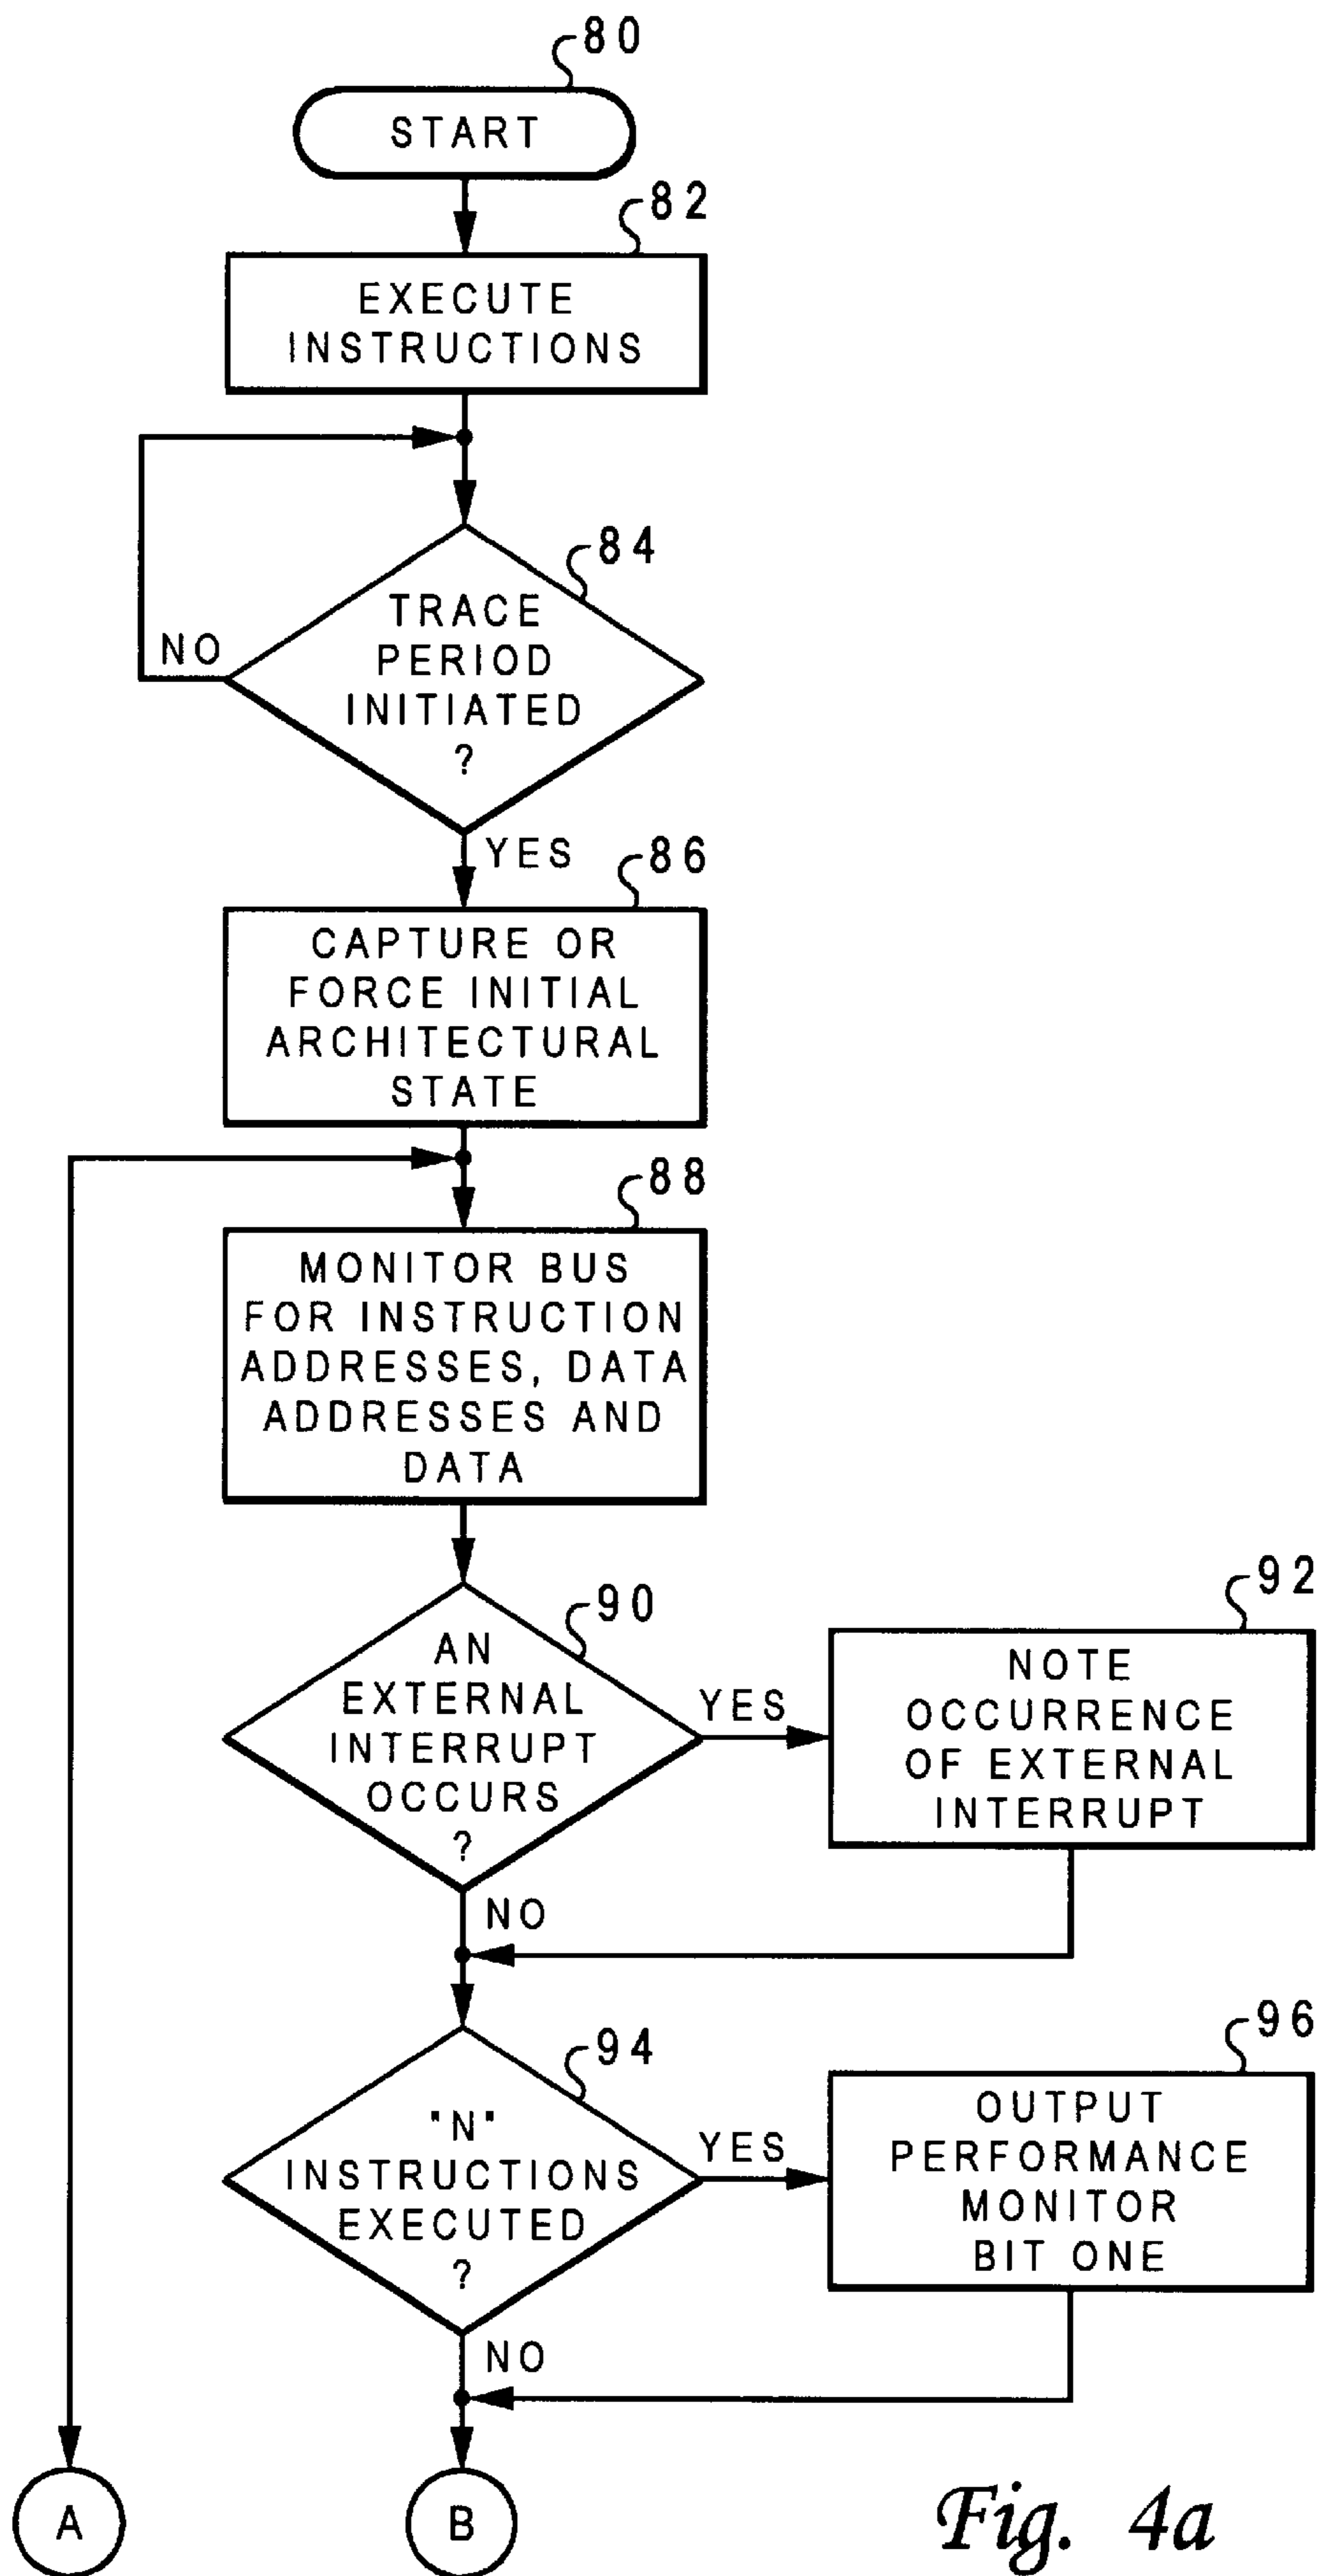 80
START
82
EXECUTE
INSTRUCTIONS
84
TRACE
PERIOD
INITIATED
?
NO
YES
86
CAPTURE OR
FORCE INITIAL
ARCHITECTURAL
STATE
88
MONITOR BUS
FOR INSTRUCTION
ADDRESSES, DATA
ADDRESSES AND
DATA
90
AN
EXTERNAL
INTERRUPT
OCCURS
?
YES
92
NOTE
OCCURRENCE
OF EXTERNAL
INTERRUPT
NO
94
"N"
INSTRUCTIONS
EXECUTED
?
YES
96
OUTPUT
PERFORMANCE
MONITOR
BIT ONE
NO
A
B
Fig. 4a